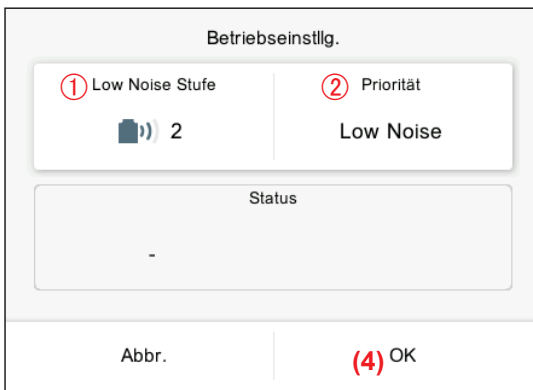 Betriebseinstllg.
① Low Noise Stufe ② Priorität
2 Low Noise
Status
-
Abbr. (4) OK